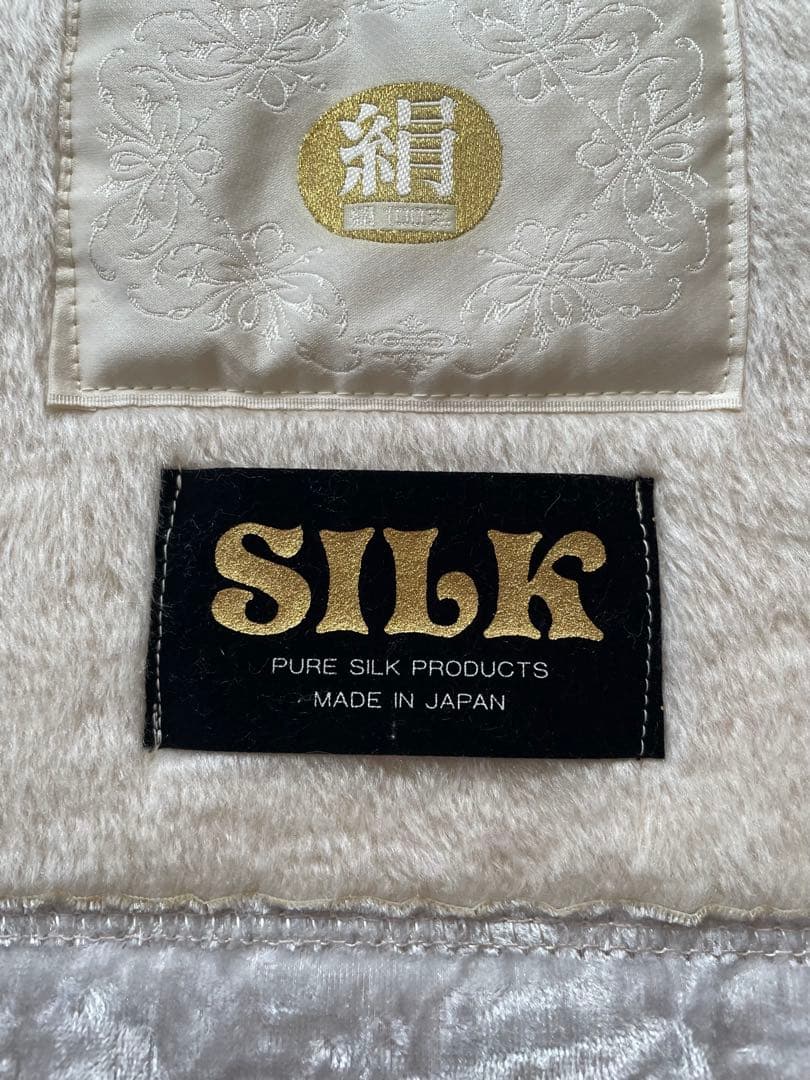 絹
絹100%
SILK
PURE SILK PRODUCTS
MADE IN JAPAN